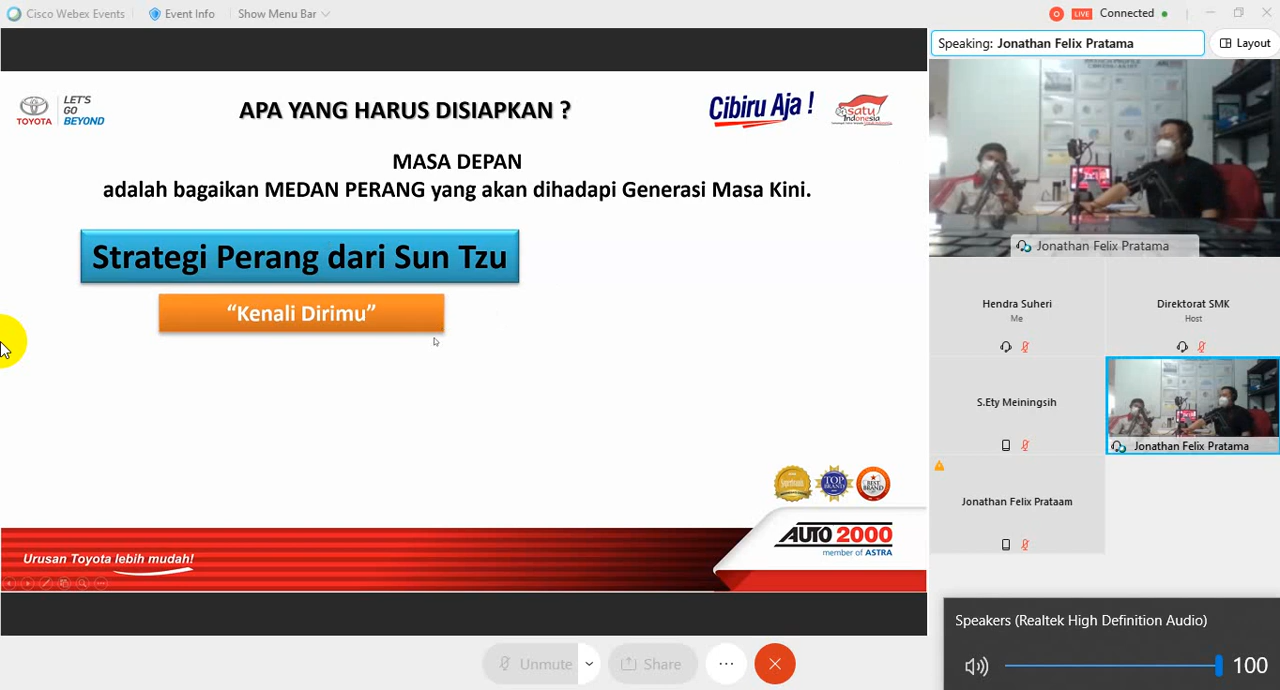 Cisco Webex Events
Event Info
Show Menu Bar
LIVE
Connected
Speaking: Jonathan Felix Pratama
Layout
TOYOTA
LET'S
GO
BEYOND
APA YANG HARUS DISIAPKAN ?
Cibiru Aja !
satu
Indonesia
MASA DEPAN
adalah bagaikan MEDAN PERANG yang akan dihadapi Generasi Masa Kini.
Strategi Perang dari Sun Tzu
“Kenali Dirimu”
TOP
BRAND
BEST
BRAND
AUTO 2000
member of ASTRA
Urusan Toyota lebih mudah!
Jonathan Felix Pratama
Hendra Suheri
Me
Direktorat SMK
Host
S.Ety Meiningsih
Jonathan Felix Pratama
Jonathan Felix Prataam
Unmute
Share
Speakers (Realtek High Definition Audio)
100